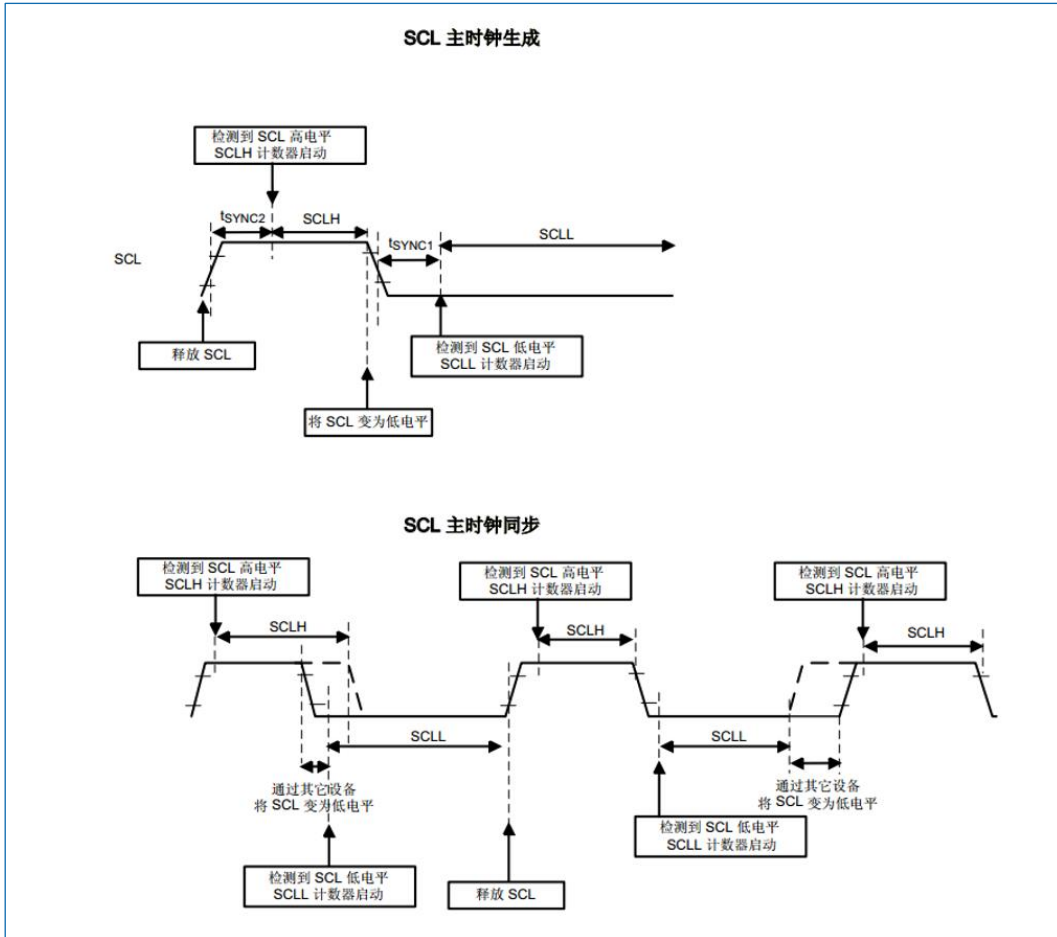 SCL 主时钟生成
检测到 SCL 高电平
SCLH 计数器启动
tSYNC2
SCLH
tSYNC1
SCLL
SCL
释放 SCL
检测到 SCL 低电平
SCLL 计数器启动
将 SCL 变为低电平
SCL 主时钟同步
检测到 SCL 高电平
SCLH 计数器启动
检测到 SCL 高电平
SCLH 计数器启动
检测到 SCL 高电平
SCLH 计数器启动
SCLH
SCLH
SCLH
SCLL
SCLL
通过其它设备
将 SCL 变为低电平
通过其它设备
将 SCL 变为低电平
检测到 SCL 低电平
SCLL 计数器启动
检测到 SCL 低电平
SCLL 计数器启动
释放 SCL